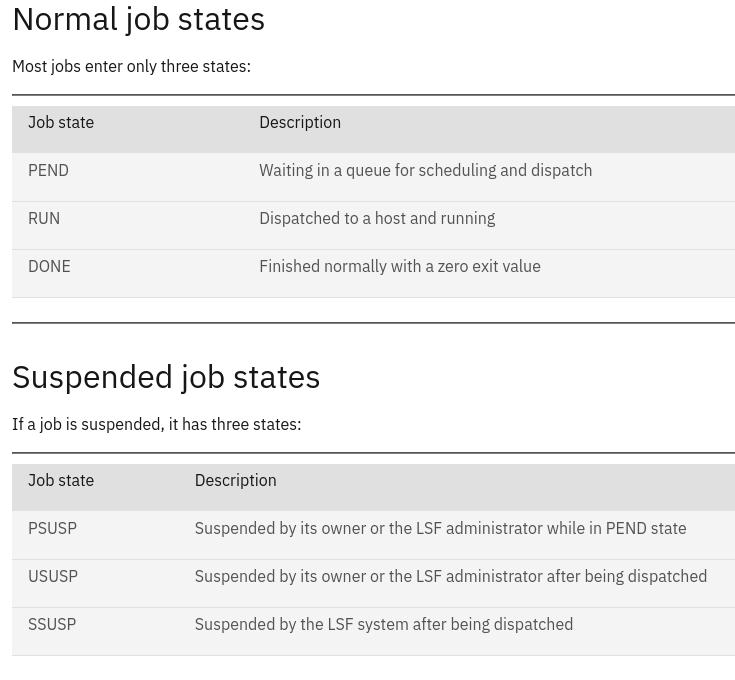 Normal job states
Most jobs enter only three states:
Job state Description
PEND Waiting in a queue for scheduling and dispatch
RUN Dispatched to a host and running
DONE Finished normally with a zero exit value
Suspended job states
If a job is suspended, it has three states:
Job state Description
PSUSP Suspended by its owner or the LSF administrator while in PEND state
USUSP Suspended by its owner or the LSF administrator after being dispatched
SSUSP Suspended by the LSF system after being dispatched